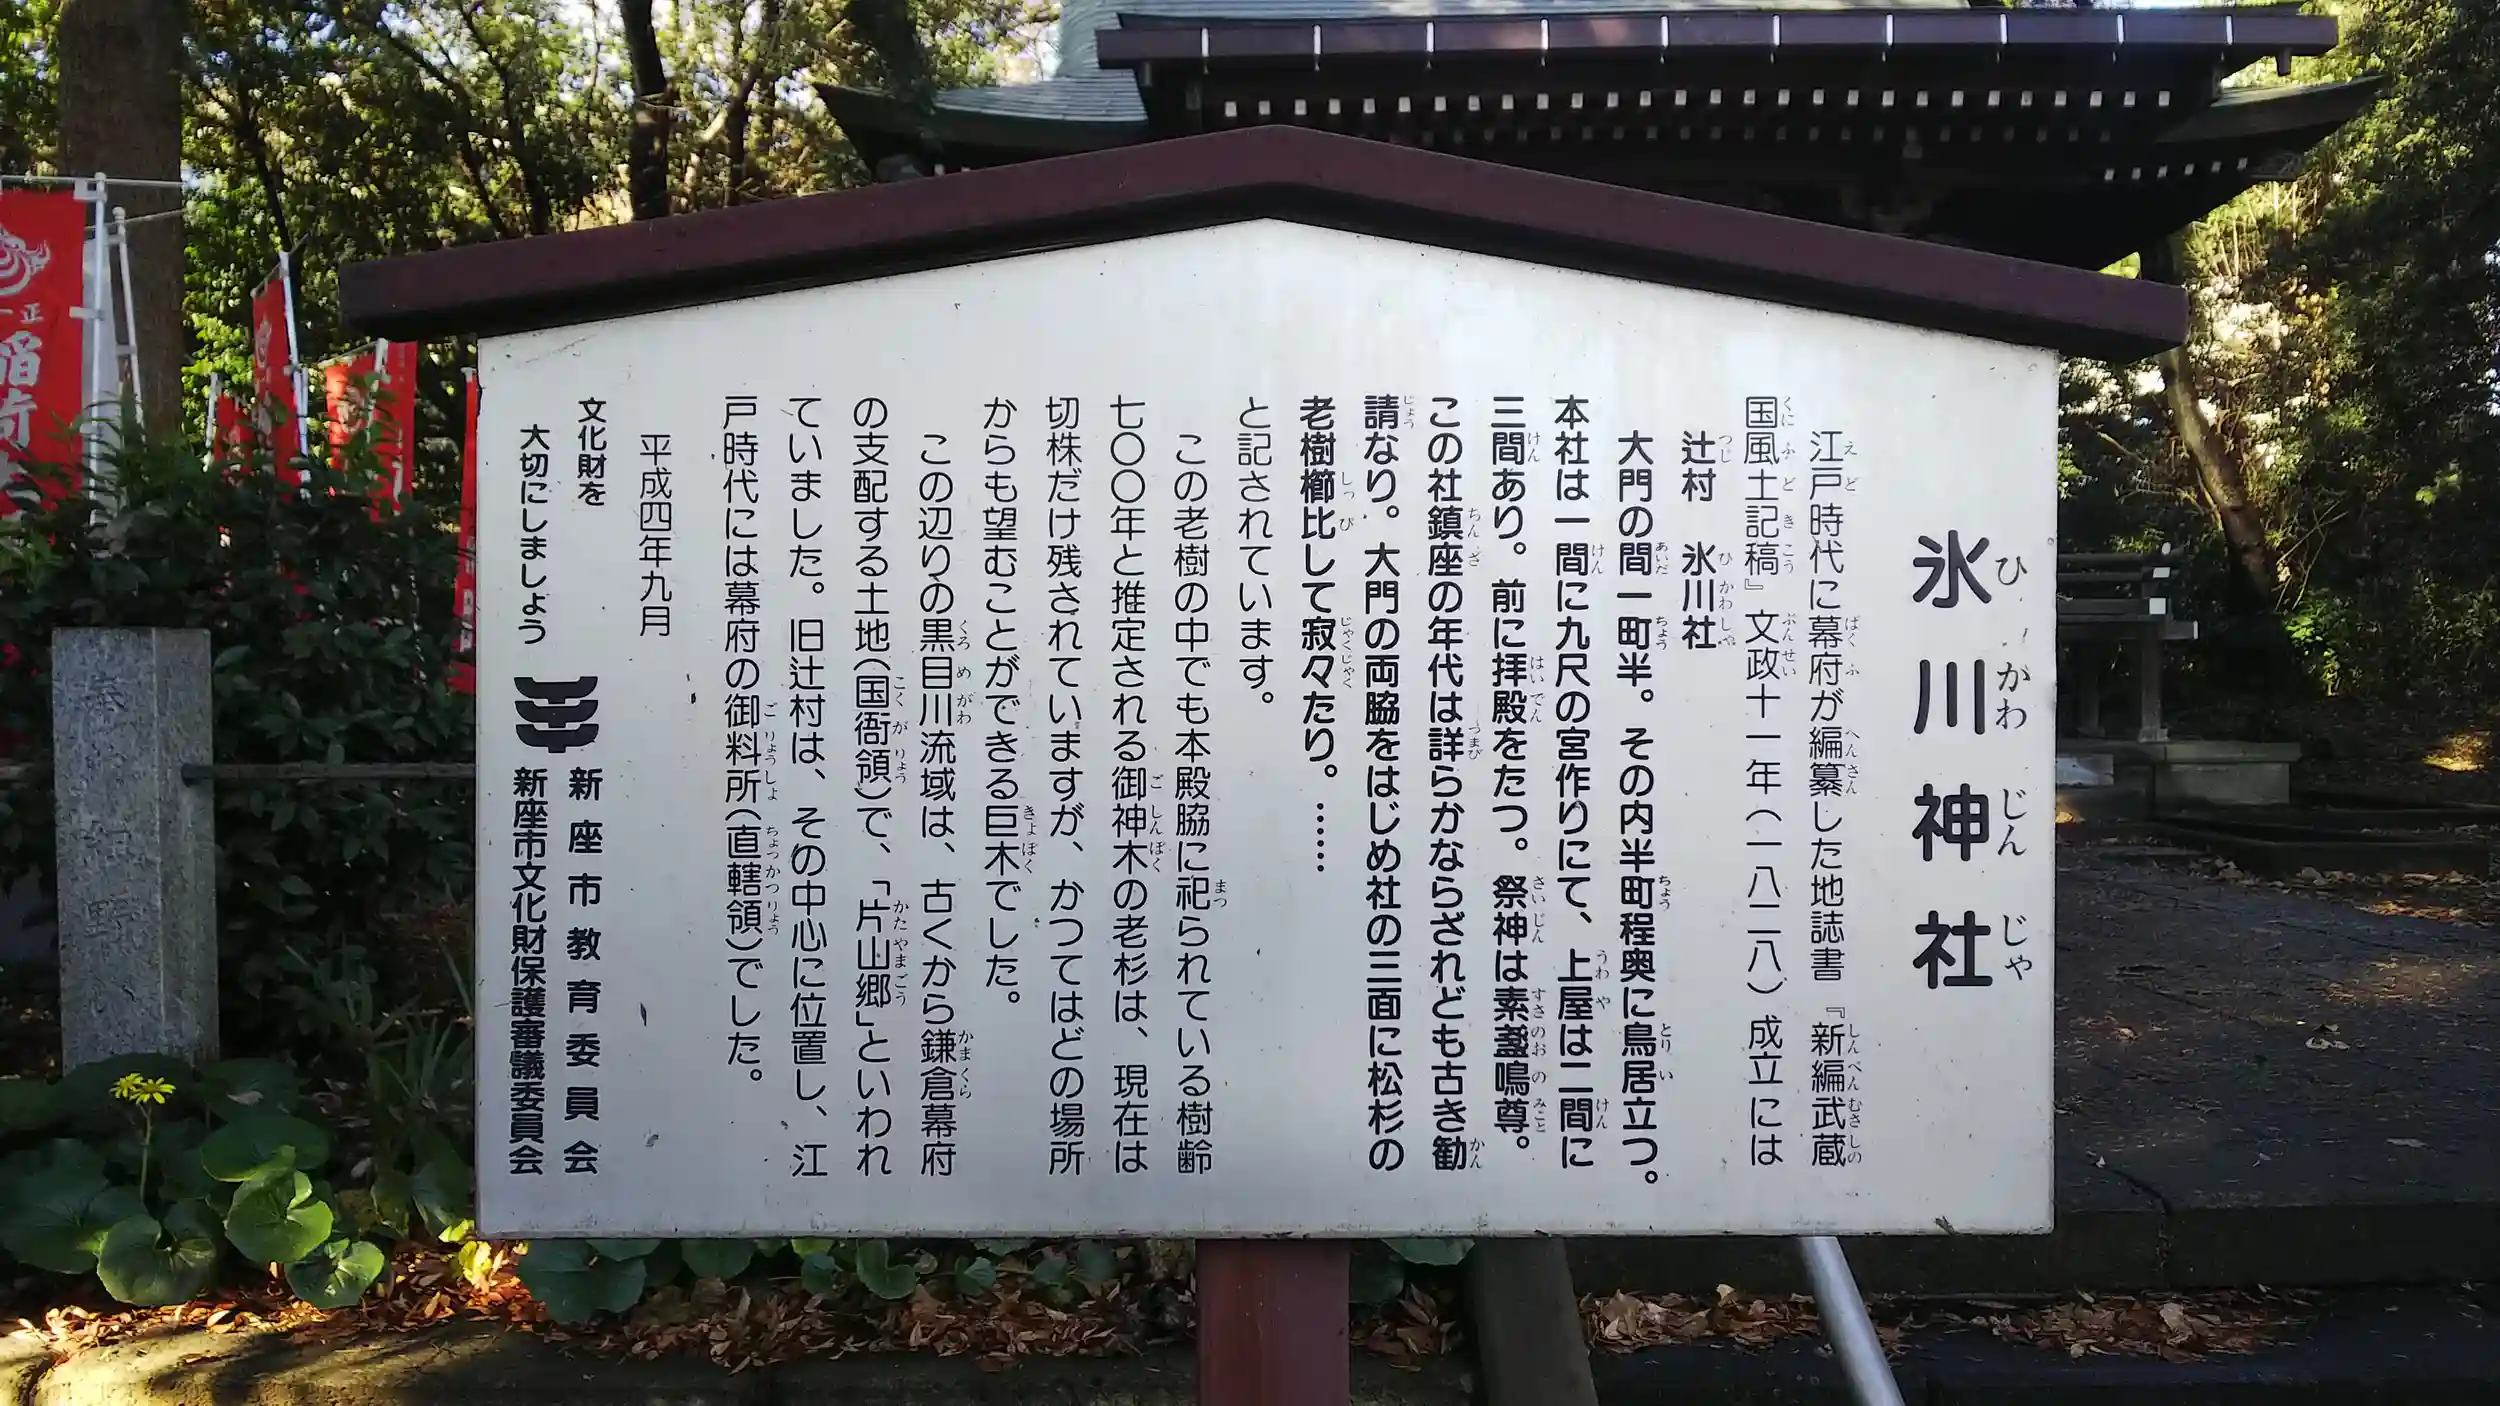 氷川神社
江戸時代に幕府が編纂した地誌書『新編武蔵
国風土記稿』文政十一年(一八二八)成立には
辻村 氷川社
大門の間一町半。その内半町程奥に鳥居立つ。
本社は一間に九尺の宮作りにて、上屋は二間に
三間あり。前に拝殿をたつ。祭神は素盞鳴尊。
この社鎮座の年代は詳らかならざれども古き勧
請なり。大門の両脇をはじめ社の三面に松杉の
老樹櫛比して寂々たり。……
と記されています。
この老樹の中でも本殿脇に祀られている樹齢
七〇〇年と推定される御神木の老杉は、現在は
切株だけ残されていますが、かつてはどの場所
からも望むことができる巨木でした。
この辺りの黒目川流域は、古くから鎌倉幕府
の支配する土地(国衙領)で、「片山郷」といわれ
ていました。旧辻村は、その中心に位置し、江
戸時代には幕府の御料所(直轄領)でした。
平成四年九月
文化財を
大切にしましょう
新座市教育委員会
新座市文化財保護審議委員会
正一
稲荷